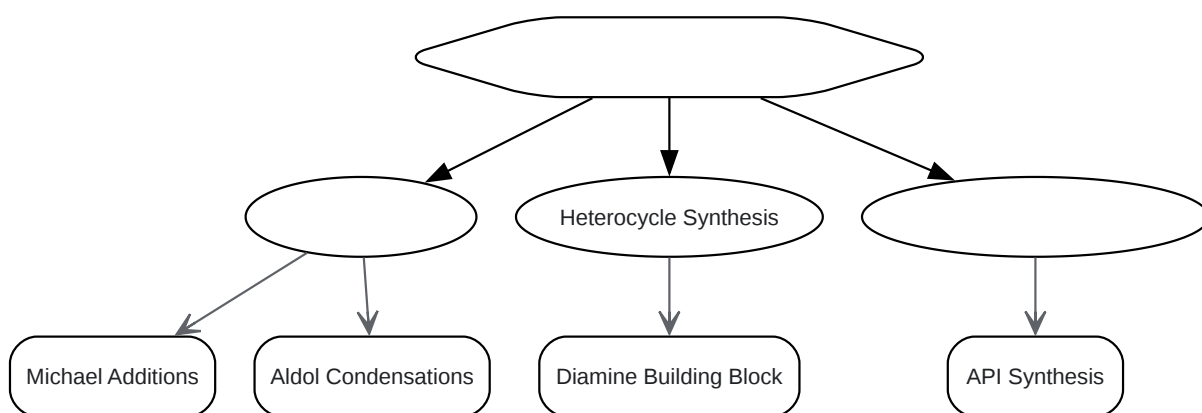 Heterocycle Synthesis
Michael Additions
Aldol Condensations
Diamine Building Block
API Synthesis